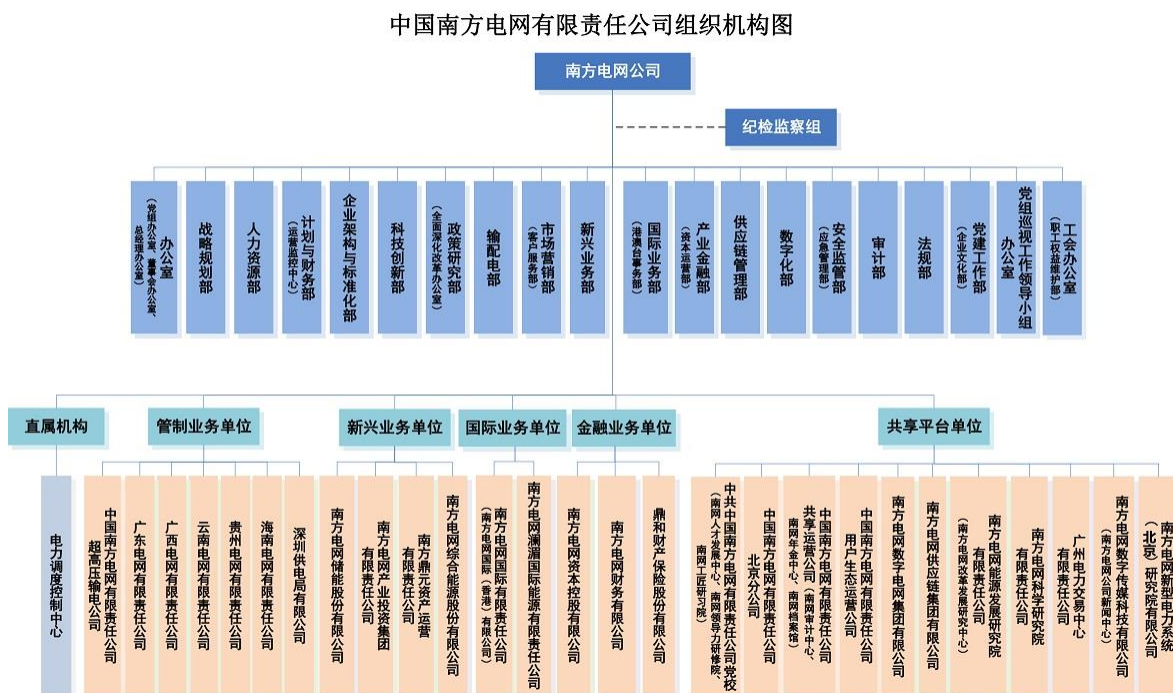 中国南方电网有限责任公司组织机构图
南方电网公司
纪检监察组
办公室
（党组办公室、董事会办公室、
总经理办公室）
战略规划部
人力资源部
计划与财务部
（运营监控中心）
企业架构与标准化部
科技创新部
政策研究部
（全面深化改革办公室）
输配电部
市场营销部
（客户服务部）
新兴业务部
国际业务部
（港澳台事务部）
产业金融部
（资本运营部）
供应链管理部
数字化部
安全监管部
（应急管理部）
审计部
法规部
党建工作部
（企业文化部）
党组巡视工作领导小组
办公室
工会办公室
（职工权益维护部）
直属机构
管制业务单位
新兴业务单位
国际业务单位
金融业务单位
共享平台单位
电力调度控制中心
中国南方电网有限责任公司
超高压输电公司
广东电网有限责任公司
广西电网有限责任公司
云南电网有限责任公司
贵州电网有限责任公司
海南电网有限责任公司
深圳供电局有限公司
南方电网储能股份有限公司
南方电网产业投资集团
有限责任公司
南方鼎元资产运营
有限责任公司
南方电网综合能源股份有限公司
南方电网国际有限责任公司
（南方电网国际（香港）有限公司）
南方电网澜湄国际能源有限责任公司
南方电网资本控股有限公司
南方电网财务有限公司
鼎和财产保险股份有限公司
中共中国南方电网有限责任公司党校
（南网人才发展中心、南网领导力研修院、
南网工匠研习院）
中国南方电网有限责任公司
北京分公司
中国南方电网有限责任公司
共享运营公司（南网审计中心、
南网年金中心、南网档案馆）
中国南方电网有限责任公司
用户生态运营公司
南方电网数字电网集团有限公司
南方电网供应链集团有限公司
南方电网能源发展研究院
有限责任公司
（南方电网改革发展研究中心）
南方电网科学研究院
有限责任公司
广州电力交易中心
有限责任公司
南方电网数字传媒科技有限公司
（南方电网公司新闻中心）
南方电网新型电力系统
（北京）研究院有限公司